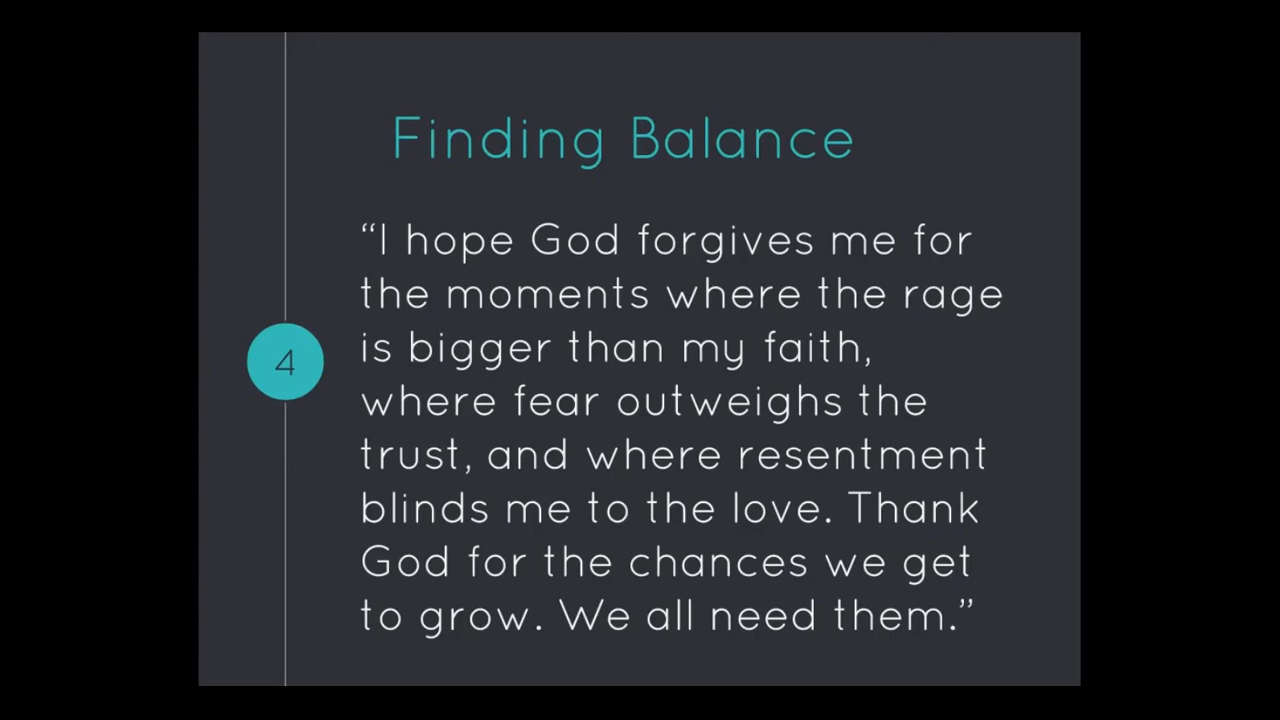 Finding Balance
“I hope God forgives me for
the moments where the rage
is bigger than my faith,
where fear outweighs the
trust, and where resentment
blinds me to the love. Thank
God for the chances we get
to grow. We all need them.”
4